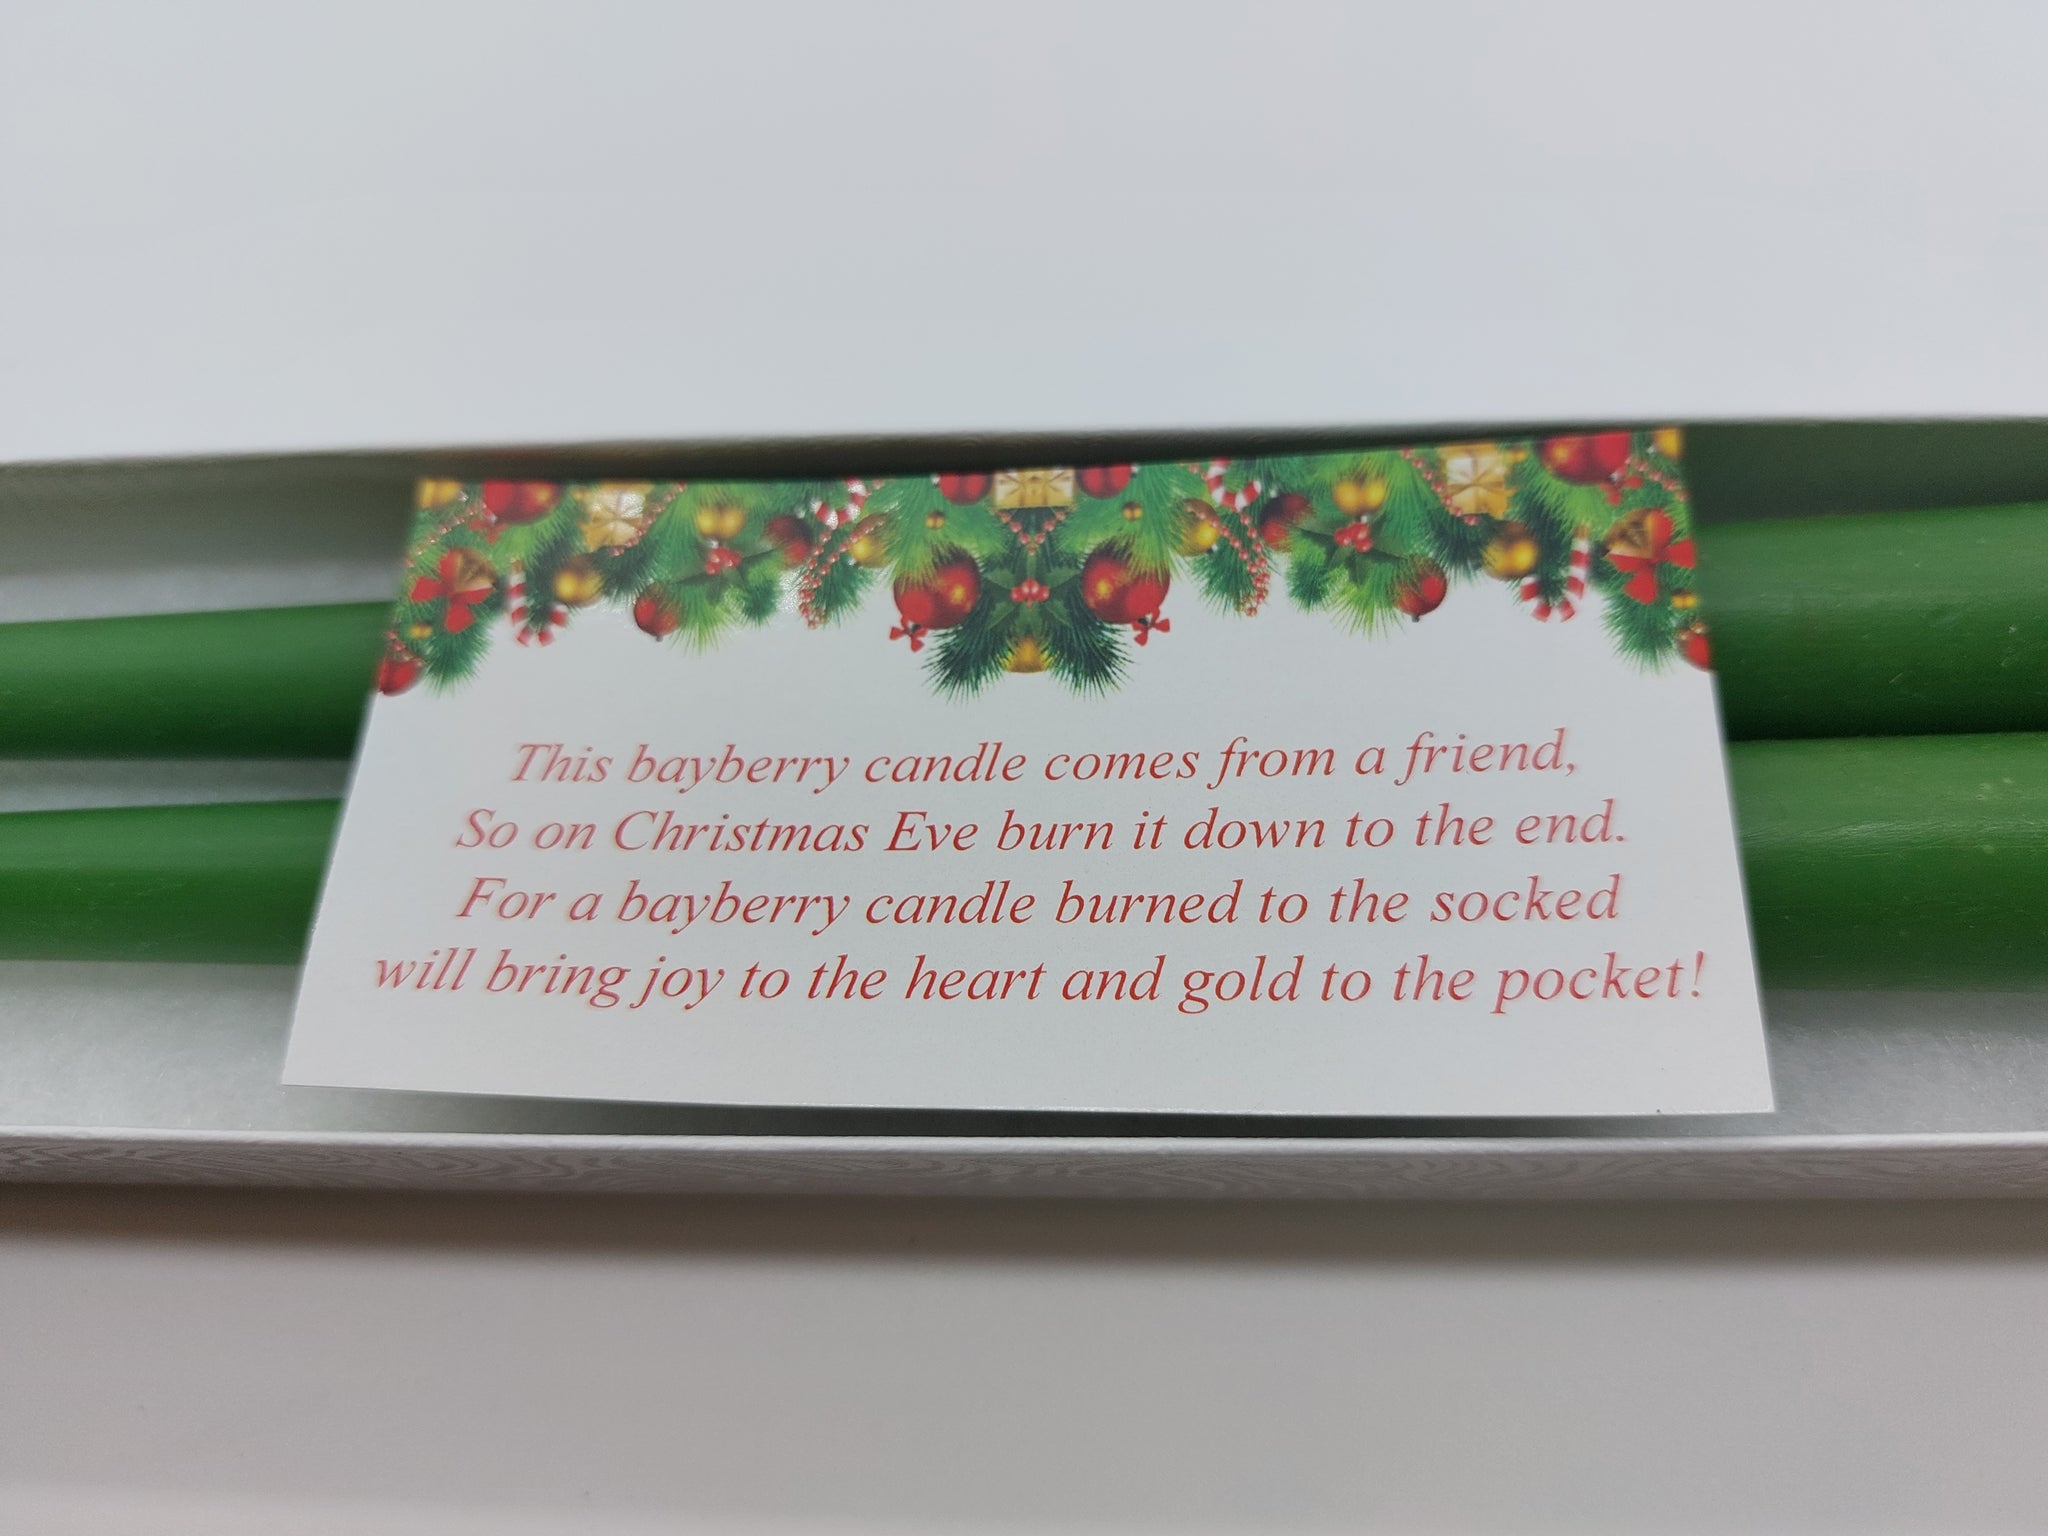 This bayberry candle comes from a friend,
So on Christmas Eve burn it down to the end.
For a bayberry candle burned to the socked
will bring joy to the heart and gold to the pocket!